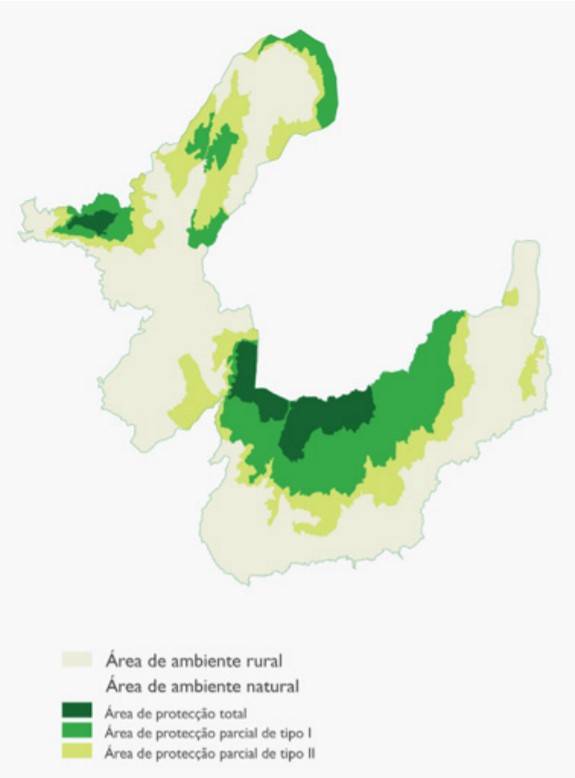 Área de ambiente rural
Área de ambiente natural
Área de protecção total
Área de protecção parcial de tipo I
Área de protecção parcial de tipo II